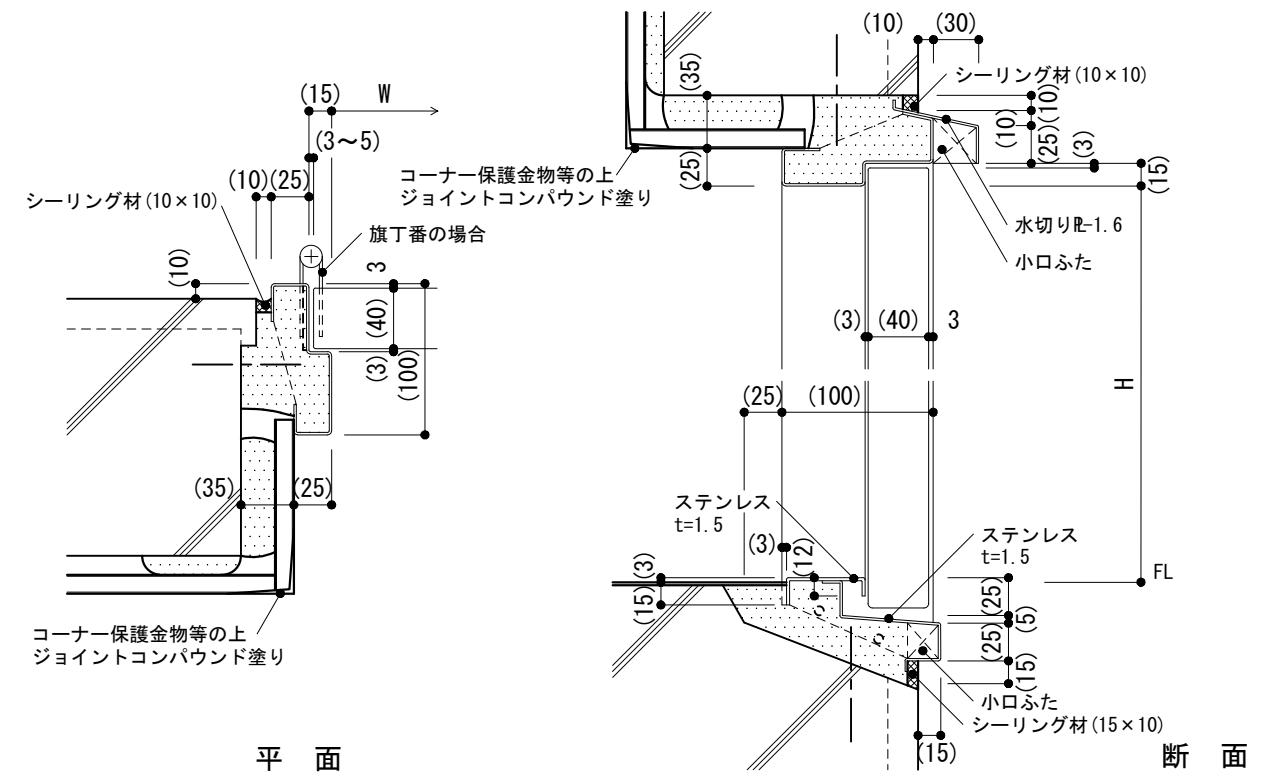 (15)
W
(3～5)
(10)
(25)
シーリング材(10×10)
旗丁番の場合
(10)
3
(40)
(3)
(100)
(35)
(25)
コーナー保護金物等の上
ジョイントコンパウンド塗り
平 面
(10)
(30)
シーリング材(10×10)
(35)
(10)
(10)
(25)
(3)
(15)
(25)
コーナー保護金物等の上
ジョイントコンパウンド塗り
水切りPL-1.6
小口ふた
(3)
(40)
3
H
(25)
(100)
ステンレス
t=1.5
ステンレス
t=1.5
(3)
(12)
(3)
(15)
FL
(25)
(5)
(25)
(15)
小口ふた
シーリング材(15×10)
(15)
断 面